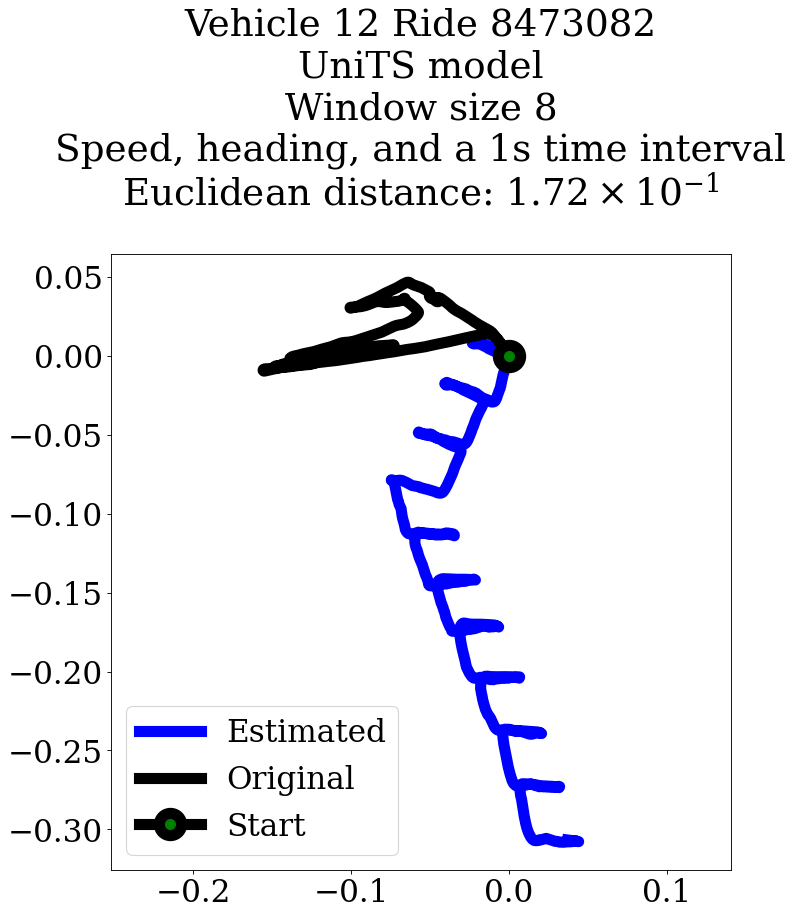 Vehicle 12 Ride 8473082
UniTS model
Window size 8
Speed, heading, and a 1s time interval
Euclidean distance: 1.72 × 10⁻¹
0.05
0.00
−0.05
−0.10
−0.15
−0.20
−0.25
−0.30
Estimated
Original
Start
−0.2
−0.1
0.0
0.1